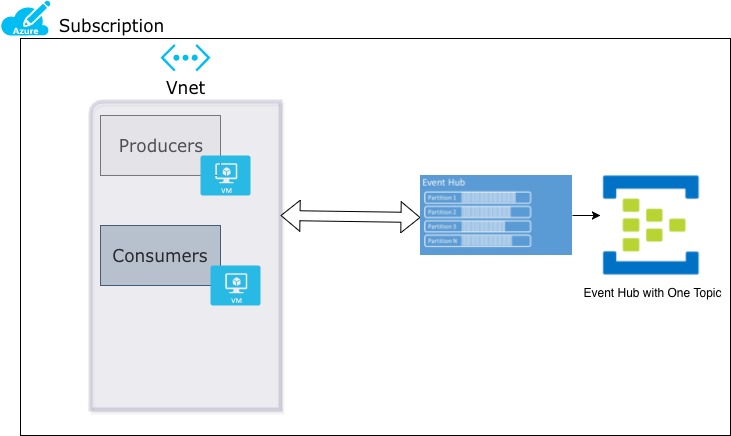 Azure
Subscription
Vnet
Producers
VM
Consumers
VM
Event Hub
Partition 1
Partition 2
Partition 3
Partition N
Event Hub with One Topic